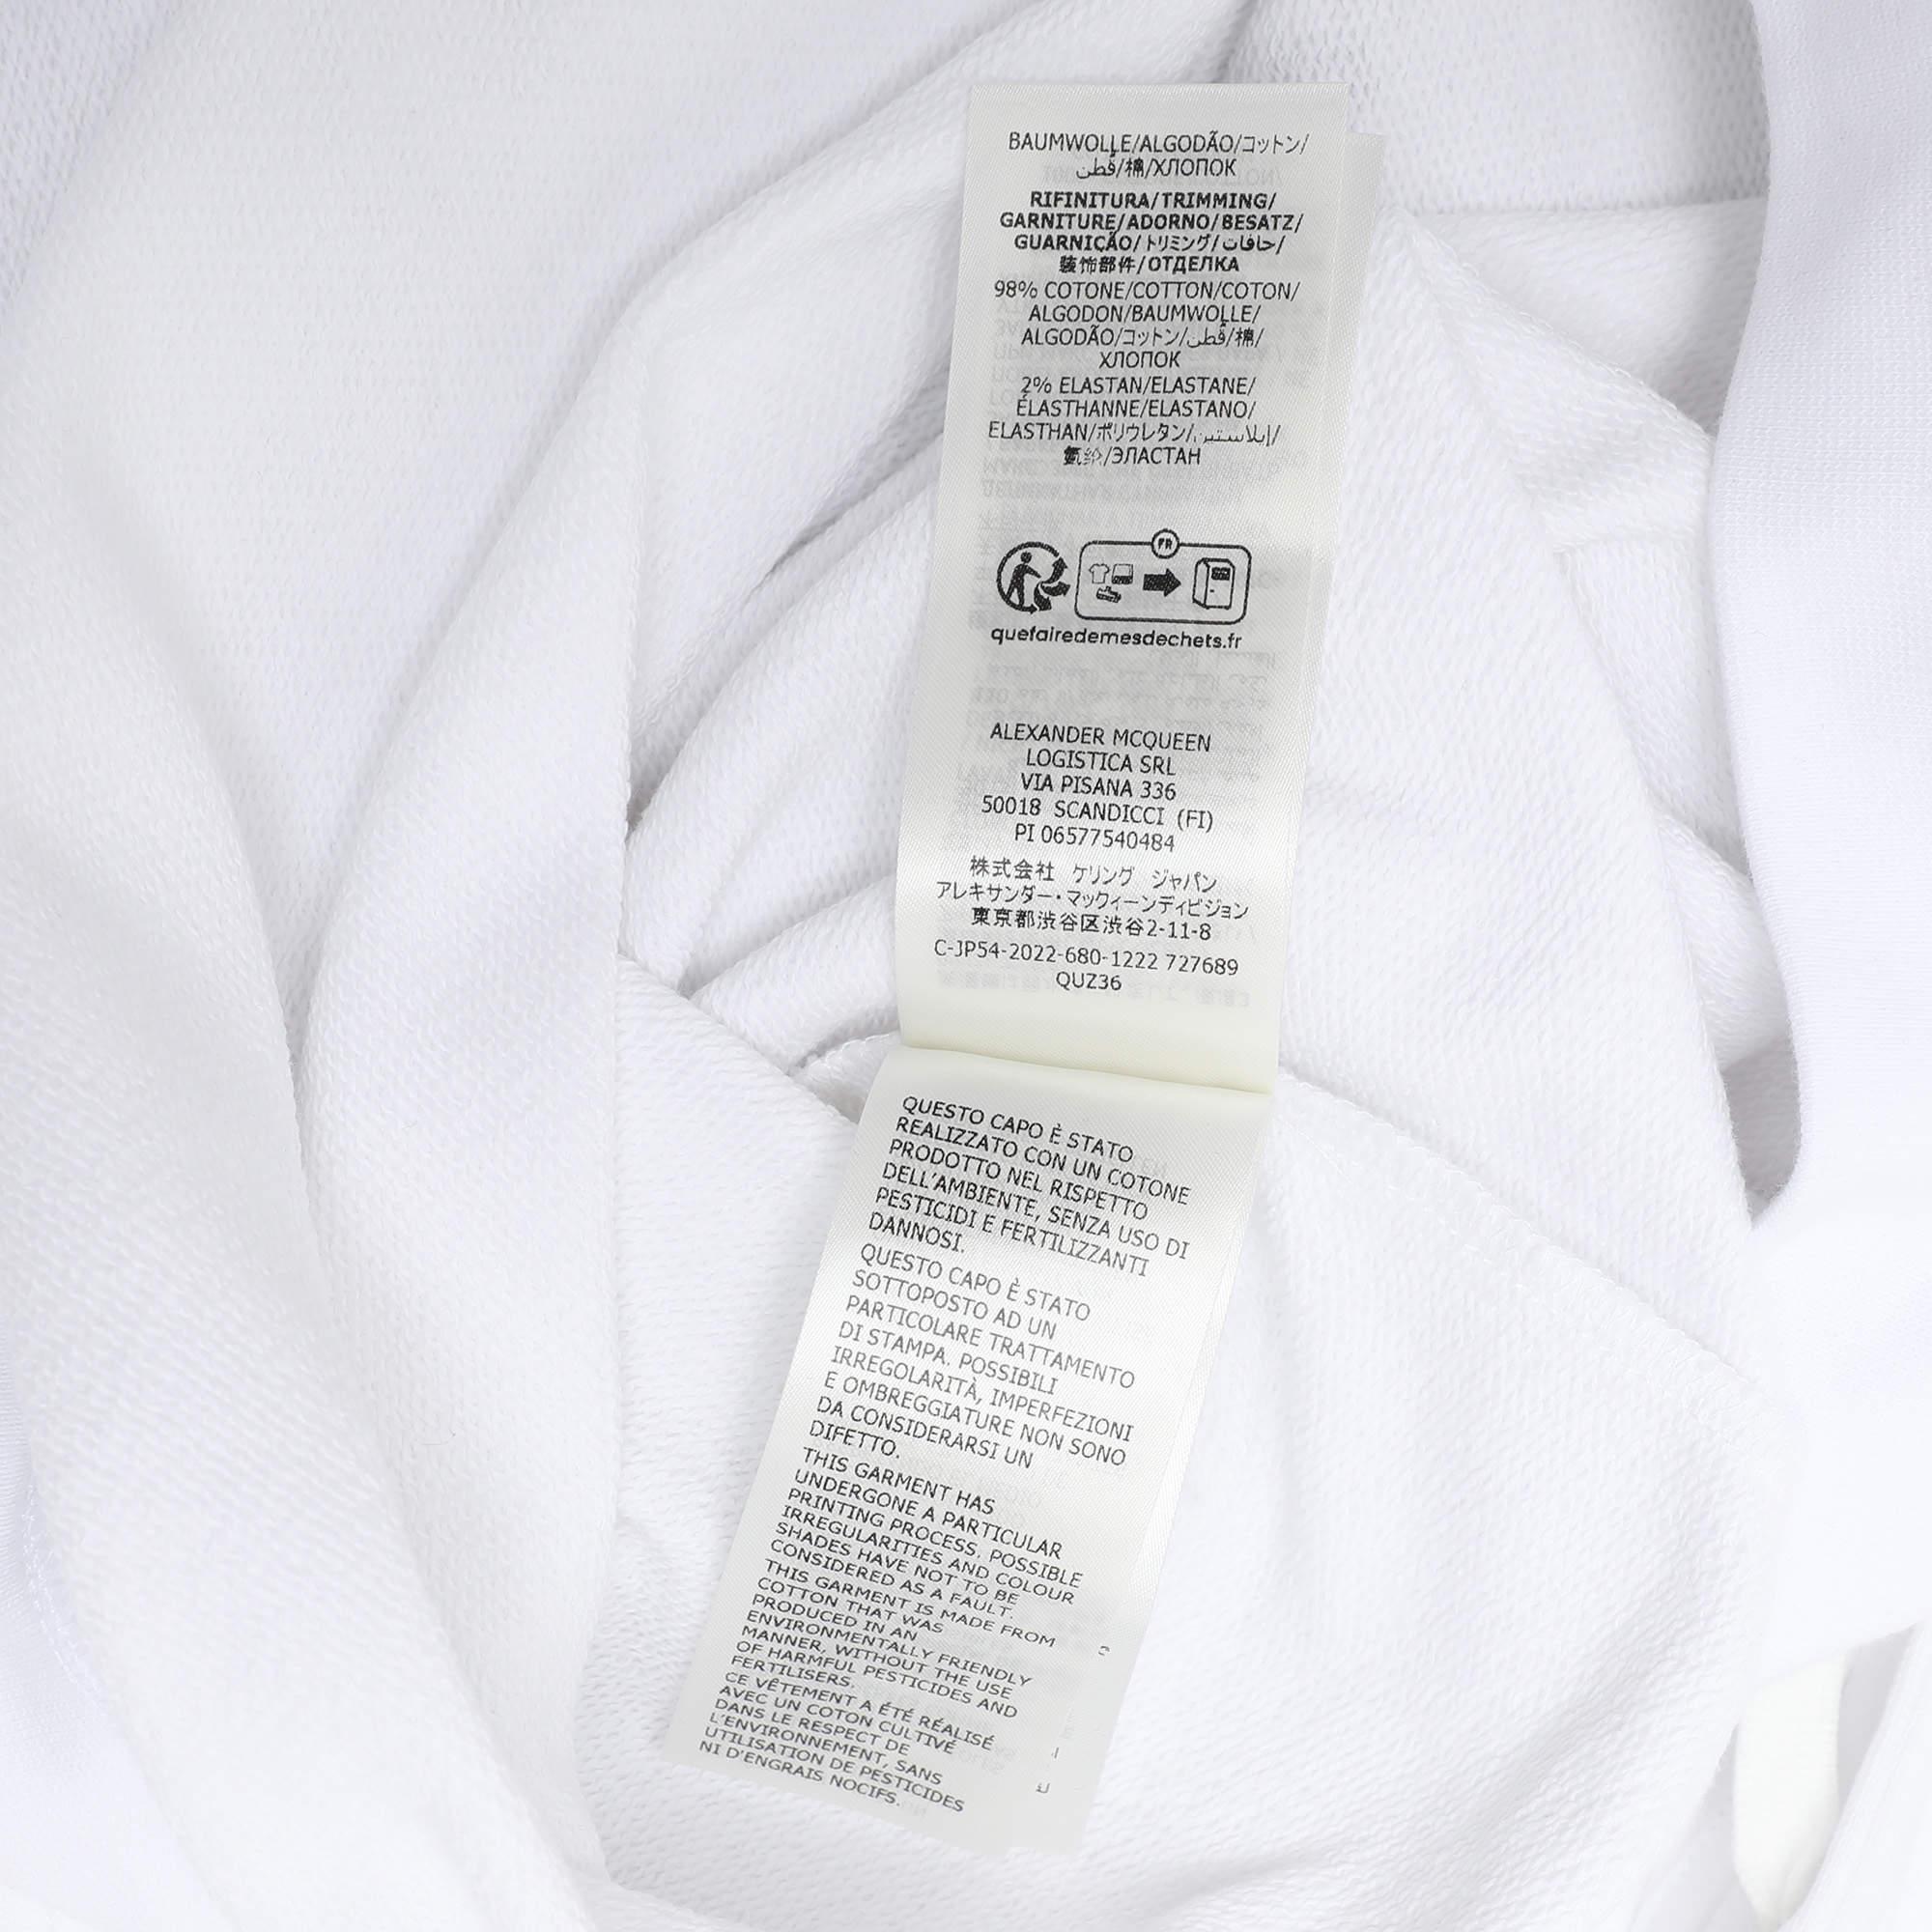 BAUMWOLLE/ALGODÃO/コットン/
قطن/棉/ХЛОПОК
RIFINITURA/TRIMMING/
GARNITURE/ADORNO/BESATZ/
GUARNIÇÃO/トリミング/حافات/
装饰部件/ОТДЕЛКА
98% COTONE/COTTON/COTON/
ALGODON/BAUMWOLLE/
ALGODÃO/コットン/قطن/棉/
ХЛОПОК
2% ELASTAN/ELASTANE/
ÉLASTHANNE/ELASTANO/
ELASTHAN/ポリウレタン/إيلاستين/
氨纶/ЭЛАСТАН
FR
quefairedemesdechets.fr
ALEXANDER MCQUEEN
LOGISTICA SRL
VIA PISANA 336
50018 SCANDICCI (FI)
PI 06577540484
株式会社 ケリング ジャパン
アレキサンダー・マックィーンディビジョン
東京都渋谷区渋谷2-11-8
C-JP54-2022-680-1222 727689
QUZ36
QUESTO CAPO È STATO
REALIZZATO CON UN COTONE
PRODOTTO NEL RISPETTO
DELL'AMBIENTE, SENZA USO DI
PESTICIDI E FERTILIZZANTI
DANNOSI.
QUESTO CAPO È STATO
SOTTOPOSTO AD UN
PARTICOLARE TRATTAMENTO
DI STAMPA. POSSIBILI
IRREGOLARITÀ, IMPERFEZIONI
E OMBREGGIATURE NON SONO
DA CONSIDERARSI UN
DIFETTO.
THIS GARMENT HAS
UNDERGONE A PARTICULAR
PRINTING PROCESS. POSSIBLE
IRREGULARITIES AND COLOUR
SHADES HAVE NOT TO BE
CONSIDERED AS A FAULT.
THIS GARMENT IS MADE FROM
COTTON THAT WAS
PRODUCED IN AN
ENVIRONMENTALLY FRIENDLY
MANNER, WITHOUT THE USE
OF HARMFUL PESTICIDES AND
FERTILISERS.
CE VÊTEMENT A ÉTÉ RÉALISÉ
AVEC UN COTON CULTIVÉ
DANS LE RESPECT DE
L'ENVIRONNEMENT, SANS
UTILISATION DE PESTICIDES
NI D'ENGRAIS NOCIFS.